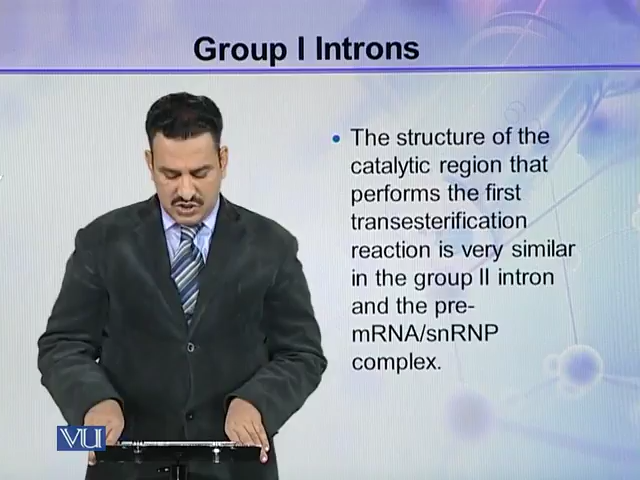 Group I Introns
• The structure of the
catalytic region that
performs the first
transesterification
reaction is very similar
in the group II intron
and the pre-
mRNA/snRNP
complex.
VU